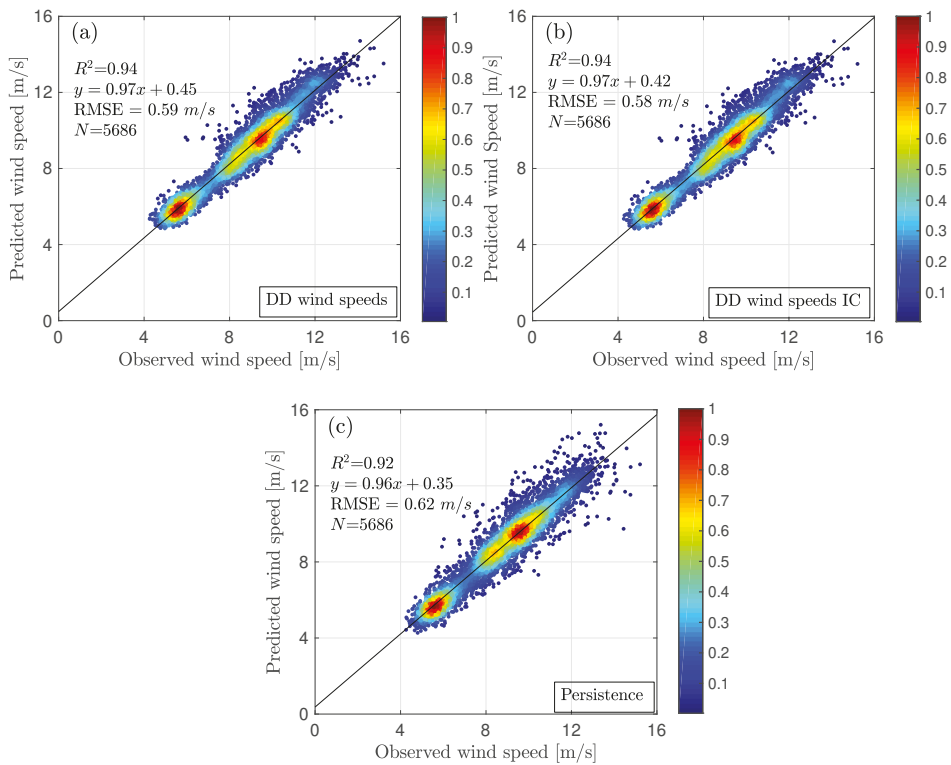 (a)
R²=0.94
y = 0.97x + 0.45
RMSE = 0.59 m/s
N=5686
DD wind speeds
Predicted wind speed [m/s]
16
12
8
4
0
0 4 8 12 16
Observed wind speed [m/s]
1
0.9
0.8
0.7
0.6
0.5
0.4
0.3
0.2
0.1
(b)
R²=0.94
y = 0.97x + 0.42
RMSE = 0.58 m/s
N=5686
DD wind speeds IC
Predicted wind Speed [m/s]
16
12
8
4
0
0 4 8 12 16
Observed wind speed [m/s]
1
0.9
0.8
0.7
0.6
0.5
0.4
0.3
0.2
0.1
(c)
R²=0.92
y = 0.96x + 0.35
RMSE = 0.62 m/s
N=5686
Persistence
Predicted wind speed [m/s]
16
12
8
4
0
0 4 8 12 16
Observed wind speed [m/s]
1
0.9
0.8
0.7
0.6
0.5
0.4
0.3
0.2
0.1